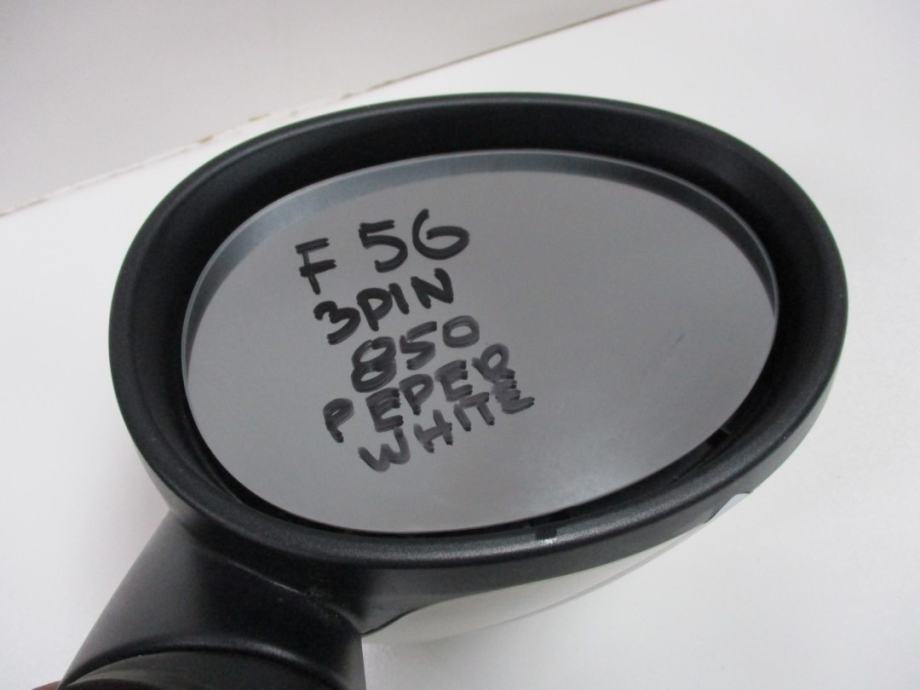 F 56
3PIN
850
PEPER
WHITE